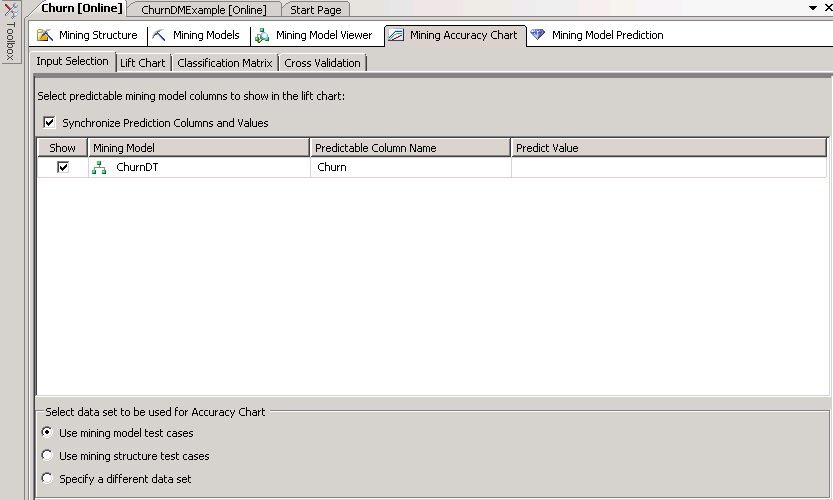 Churn [Online] ChurnDMExample [Online] Start Page
Toolbox
Mining Structure Mining Models Mining Model Viewer Mining Accuracy Chart Mining Model Prediction
Input Selection Lift Chart Classification Matrix Cross Validation
Select predictable mining model columns to show in the lift chart:
Synchronize Prediction Columns and Values
Show Mining Model Predictable Column Name Predict Value
ChurnDT Churn
Select data set to be used for Accuracy Chart
Use mining model test cases
Use mining structure test cases
Specify a different data set